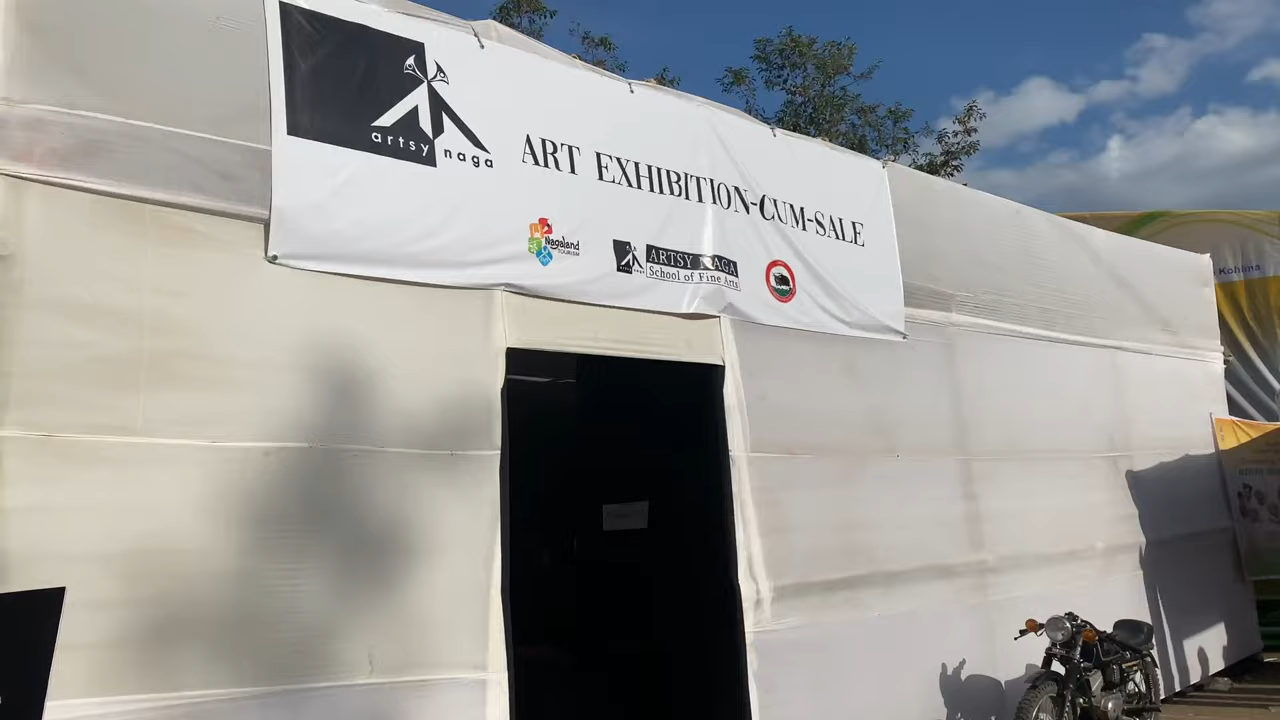 artsy naga
ART EXHIBITION-CUM-SALE
Nagaland
TOURISM
ARTSY NAGA
School of Fine Arts
Kohima